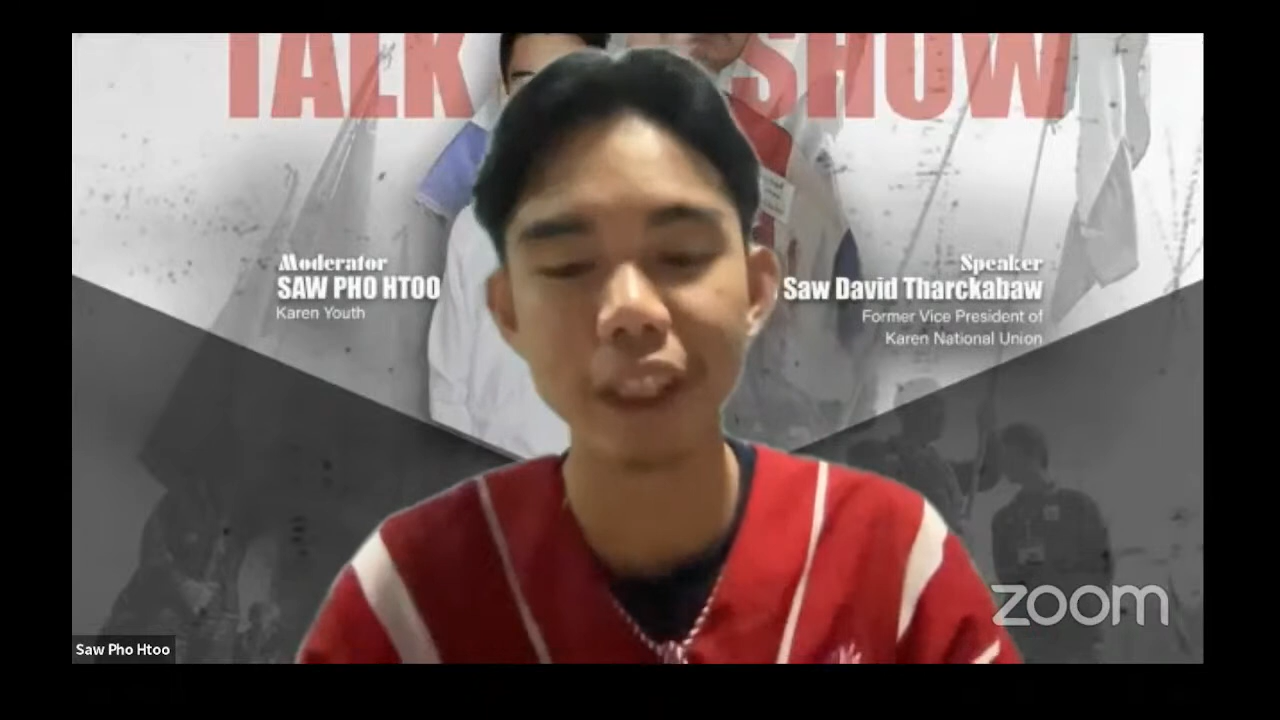 TALK SHOW
Moderator
SAW PHO HTOO
Karen Youth
Speaker
Saw David Tharckabaw
Former Vice President of
Karen National Union
zoom
Saw Pho Htoo